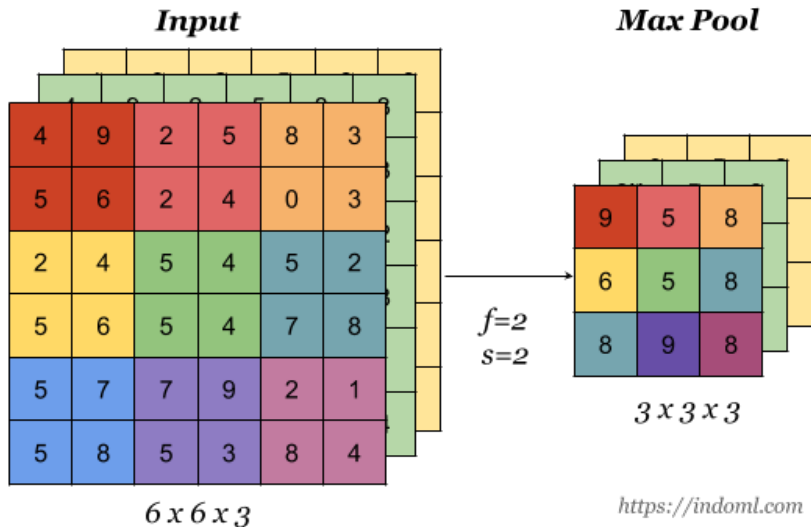 Input
Max Pool
4 9 2 5 8 3
5 6 2 4 0 3
2 4 5 4 5 2
5 6 5 4 7 8
5 7 7 9 2 1
5 8 5 3 8 4
6 x 6 x 3
f=2
s=2
9 5 8
6 5 8
8 9 8
3 x 3 x 3
https://indoml.com